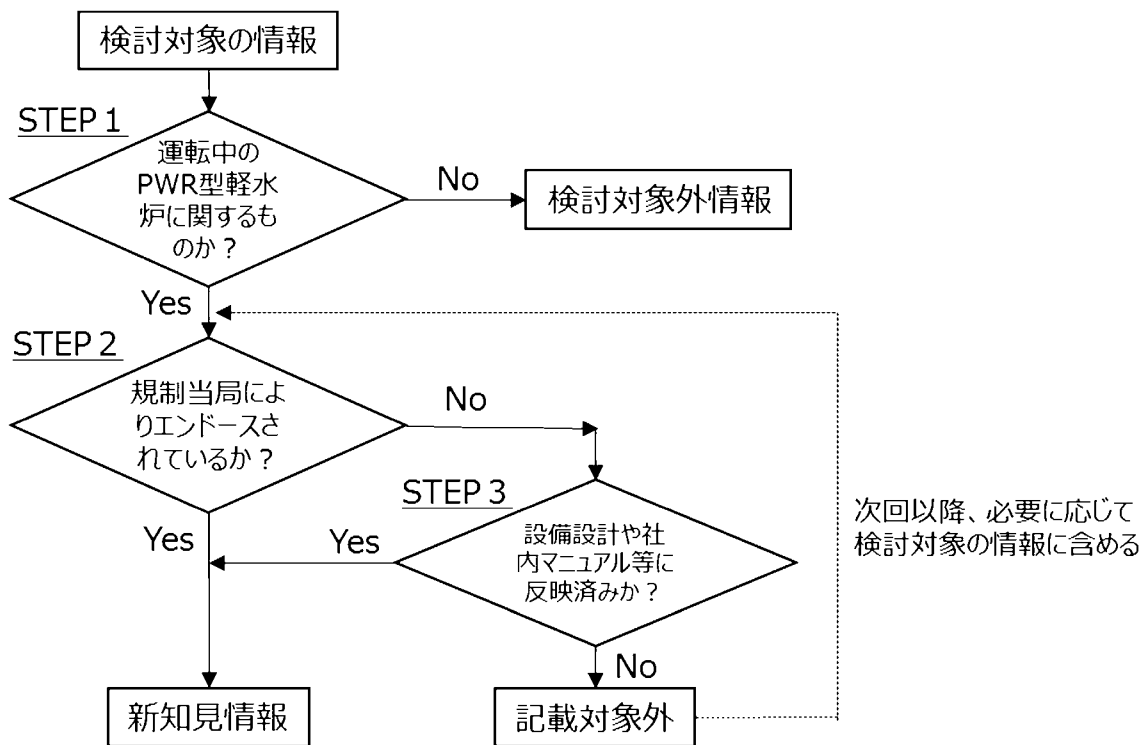 検討対象の情報
STEP 1
運転中の
PWR型軽水
炉に関するも
のか？
No
検討対象外情報
Yes
STEP 2
規制当局によ
りエンドースさ
れているか？
No
STEP 3
設備設計や社
内マニュアル等に
反映済みか？
Yes
Yes
次回以降、必要に応じて
検討対象の情報に含める
No
新知見情報
記載対象外